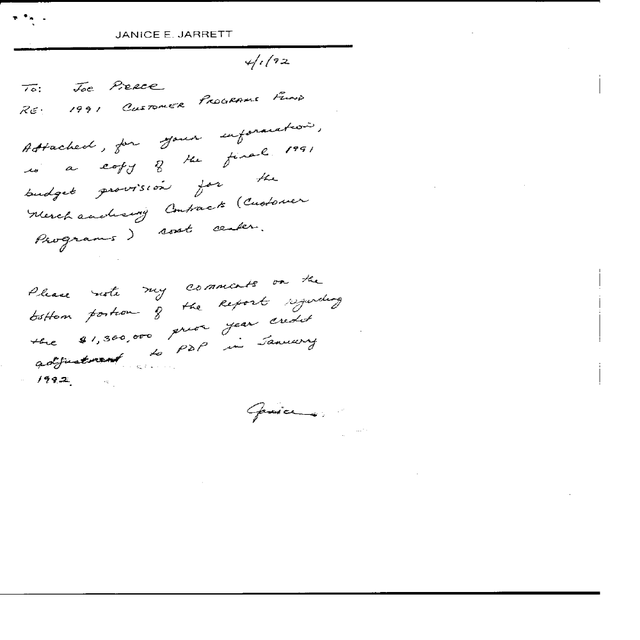 JANICE E. JARRETT
4/1/92
To: Joe Pierce
RE: 1991 Customer Programs Fund
Attached, for your information,
is a copy of the final 1991
budget provision for the
Merchandising Contracts (Customer
Programs) cost center.
Please note my comments on the
bottom portion of the Report regarding
the $1,300,000 prior year credit
adjustment to PDP in January
1992.
Janice